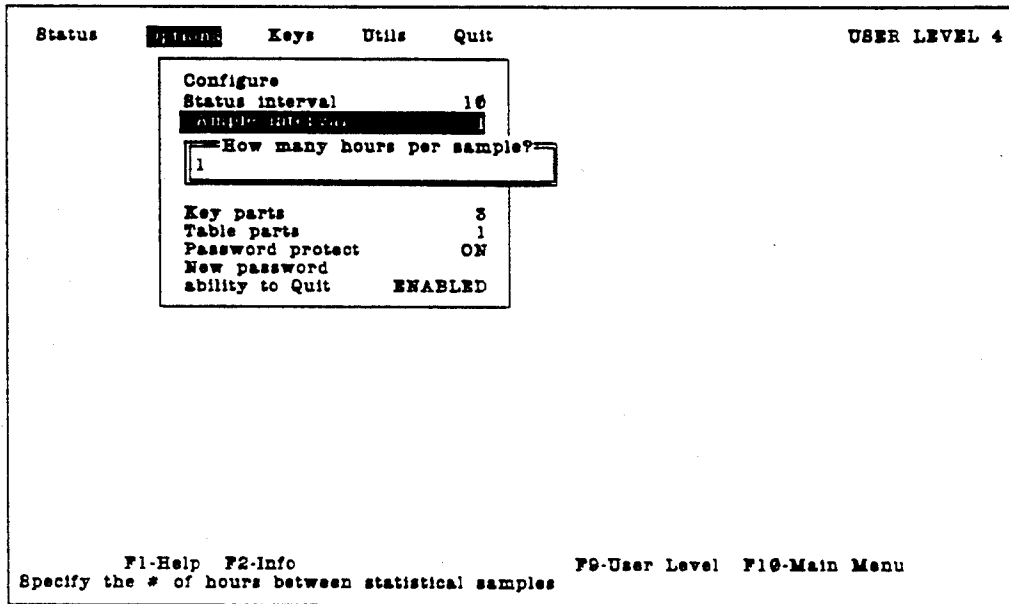 Status Options Keys Utils Quit USER LEVEL 4
Configure
Status interval 10
sAmple interval 1
How many hours per sample?
1
Key parts 3
Table parts 1
Password protect ON
New password
ability to Quit ENABLED
F1-Help F2-Info F9-User Level F10-Main Menu
Specify the # of hours between statistical samples